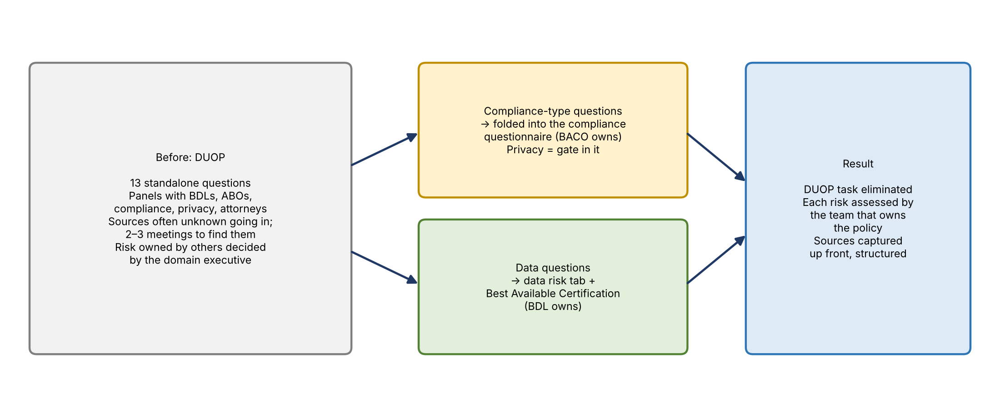 Before: DUOP
13 standalone questions
Panels with BDLs, ABOs,
compliance, privacy, attorneys
Sources often unknown going in;
2–3 meetings to find them
Risk owned by others decided
by the domain executive
Compliance-type questions
→ folded into the compliance
questionnaire (BACO owns)
Privacy = gate in it
Data questions
→ data risk tab +
Best Available Certification
(BDL owns)
Result
DUOP task eliminated
Each risk assessed by
the team that owns
the policy
Sources captured
up front, structured